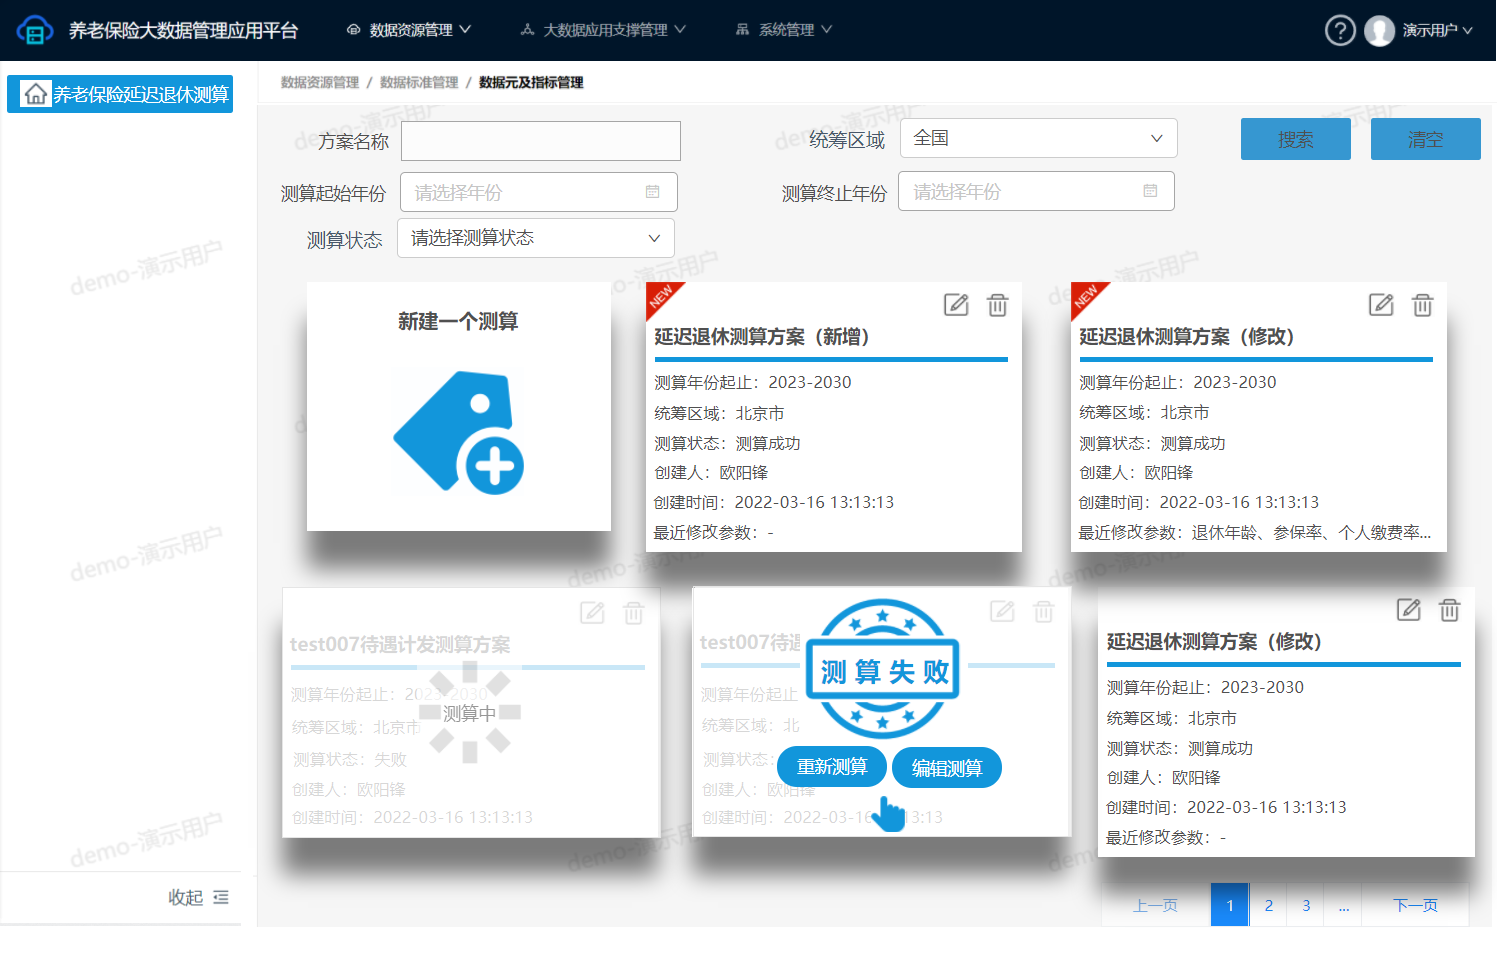 养老保险大数据管理应用平台 数据资源管理 大数据应用支撑管理 系统管理 演示用户
养老保险延迟退休测算
数据资源管理 / 数据标准管理 / 数据元及指标管理
方案名称 统筹区域 全国 搜索 清空
测算起始年份 请选择年份 测算终止年份 请选择年份
测算状态 请选择测算状态
新建一个测算
NEW
延迟退休测算方案（新增）
测算年份起止：2023-2030
统筹区域：北京市
测算状态：测算成功
创建人：欧阳锋
创建时间：2022-03-16 13:13:13
最近修改参数：-
NEW
延迟退休测算方案（修改）
测算年份起止：2023-2030
统筹区域：北京市
测算状态：测算成功
创建人：欧阳锋
创建时间：2022-03-16 13:13:13
最近修改参数：退休年龄、参保率、个人缴费率...
test007待遇计发测算方案
测算年份起止：2023-2030
统筹区域：北京市
测算中
测算状态：失败
创建人：欧阳锋
创建时间：2022-03-16 13:13:13
test007待遇
测算失败
测算年份起止
统筹区域：北
测算状态：
重新测算 编辑测算
创建人：欧阳锋
创建时间：2022-03-16 13:13
延迟退休测算方案（修改）
测算年份起止：2023-2030
统筹区域：北京市
测算状态：测算成功
创建人：欧阳锋
创建时间：2022-03-16 13:13:13
最近修改参数：-
demo-演示用户
demo-演示用户
demo-演示用户
收起
上一页 1 2 3 ... 下一页